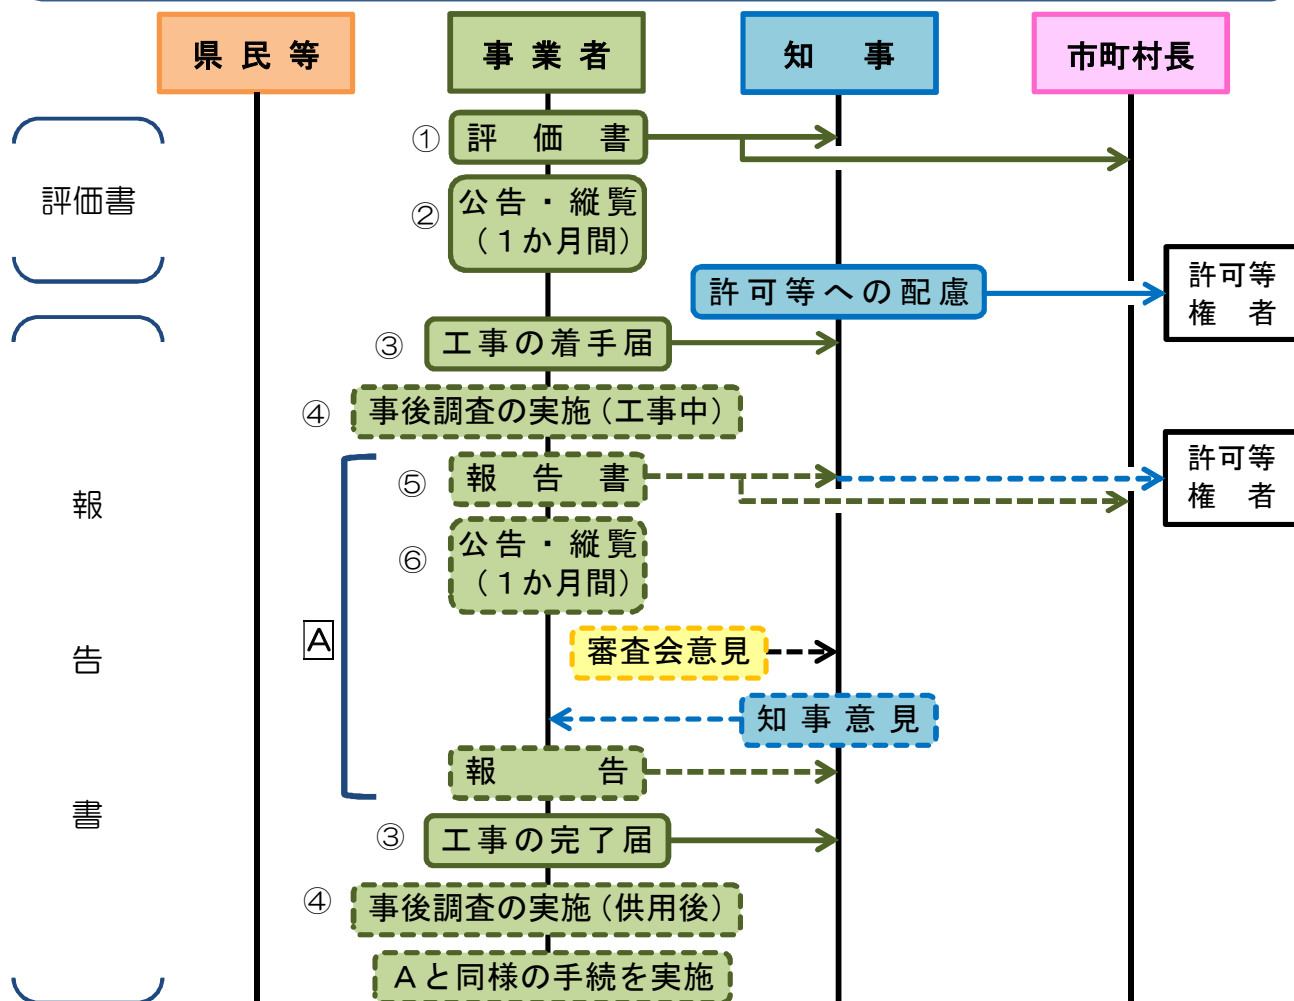 県民等
事業者
知事
市町村長
① 評価書
評価書
② 公告・縦覧
（１か月間）
許可等への配慮
許可等
権者
③ 工事の着手届
④ 事後調査の実施（工事中）
⑤ 報告書
許可等
権者
⑥ 公告・縦覧
（１か月間）
報告書
A
審査会意見
知事意見
報告
③ 工事の完了届
④ 事後調査の実施（供用後）
Ａと同様の手続を実施